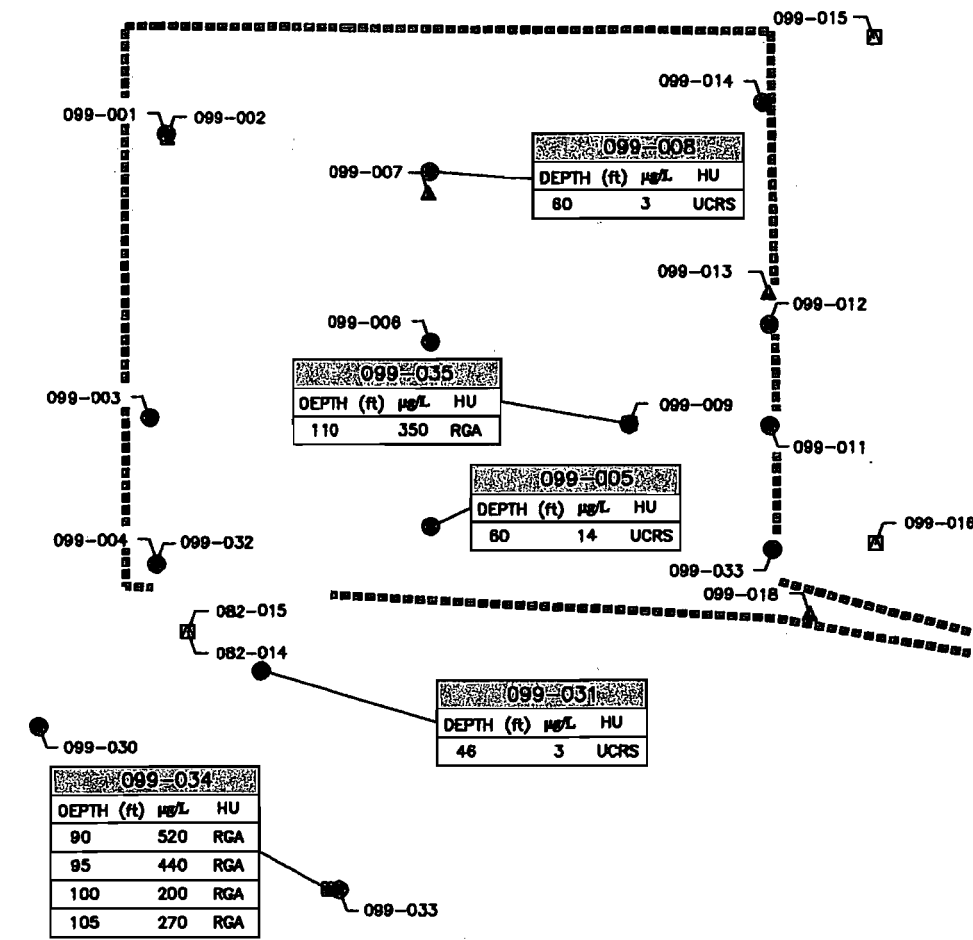 099-015
099-014
099-001
099-002
099-008
DEPTH (ft) µg/L HU
60 3 UCRS
099-007
099-013
099-012
099-006
099-035
DEPTH (ft) µg/L HU
110 350 RGA
099-003
099-009
099-011
099-005
DEPTH (ft) µg/L HU
60 14 UCRS
099-016
099-004
099-032
099-033
099-018
082-015
082-014
099-031
DEPTH (ft) µg/L HU
46 3 UCRS
099-030
099-034
DEPTH (ft) µg/L HU
90 520 RGA
95 440 RGA
100 200 RGA
105 270 RGA
099-033